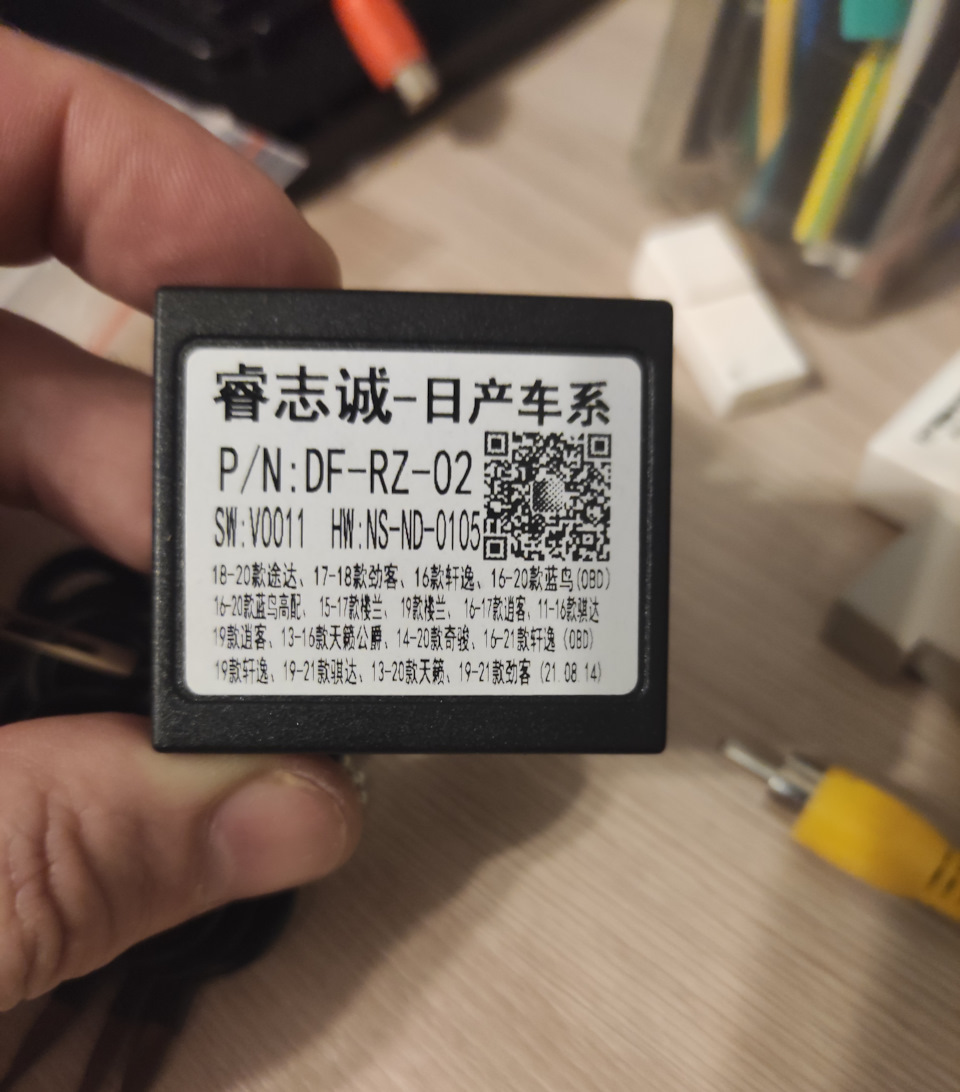 睿志诚-日产车系
P/N:DF-RZ-02
SW:V0011 HW:NS-ND-0105
18-20款途达、17-18款劲客、16款轩逸、16-20款蓝鸟(OBD)
16-20款蓝鸟高配、15-17款楼兰、19款楼兰、16-17款逍客、11-16款骐达
19款逍客、13-16款天籁公爵、14-20款奇骏、16-21款轩逸(OBD)
19款轩逸、19-21款骐达、13-20款天籁、19-21款劲客(21.08.14)